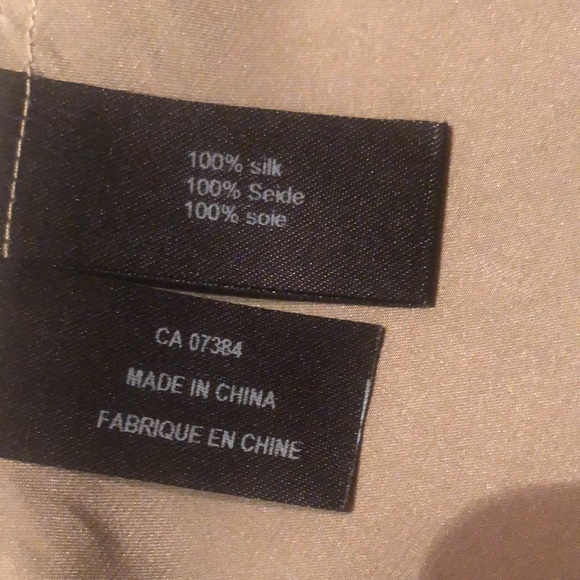 100% silk
100% Seide
100% soie
CA 07384
MADE IN CHINA
FABRIQUE EN CHINE